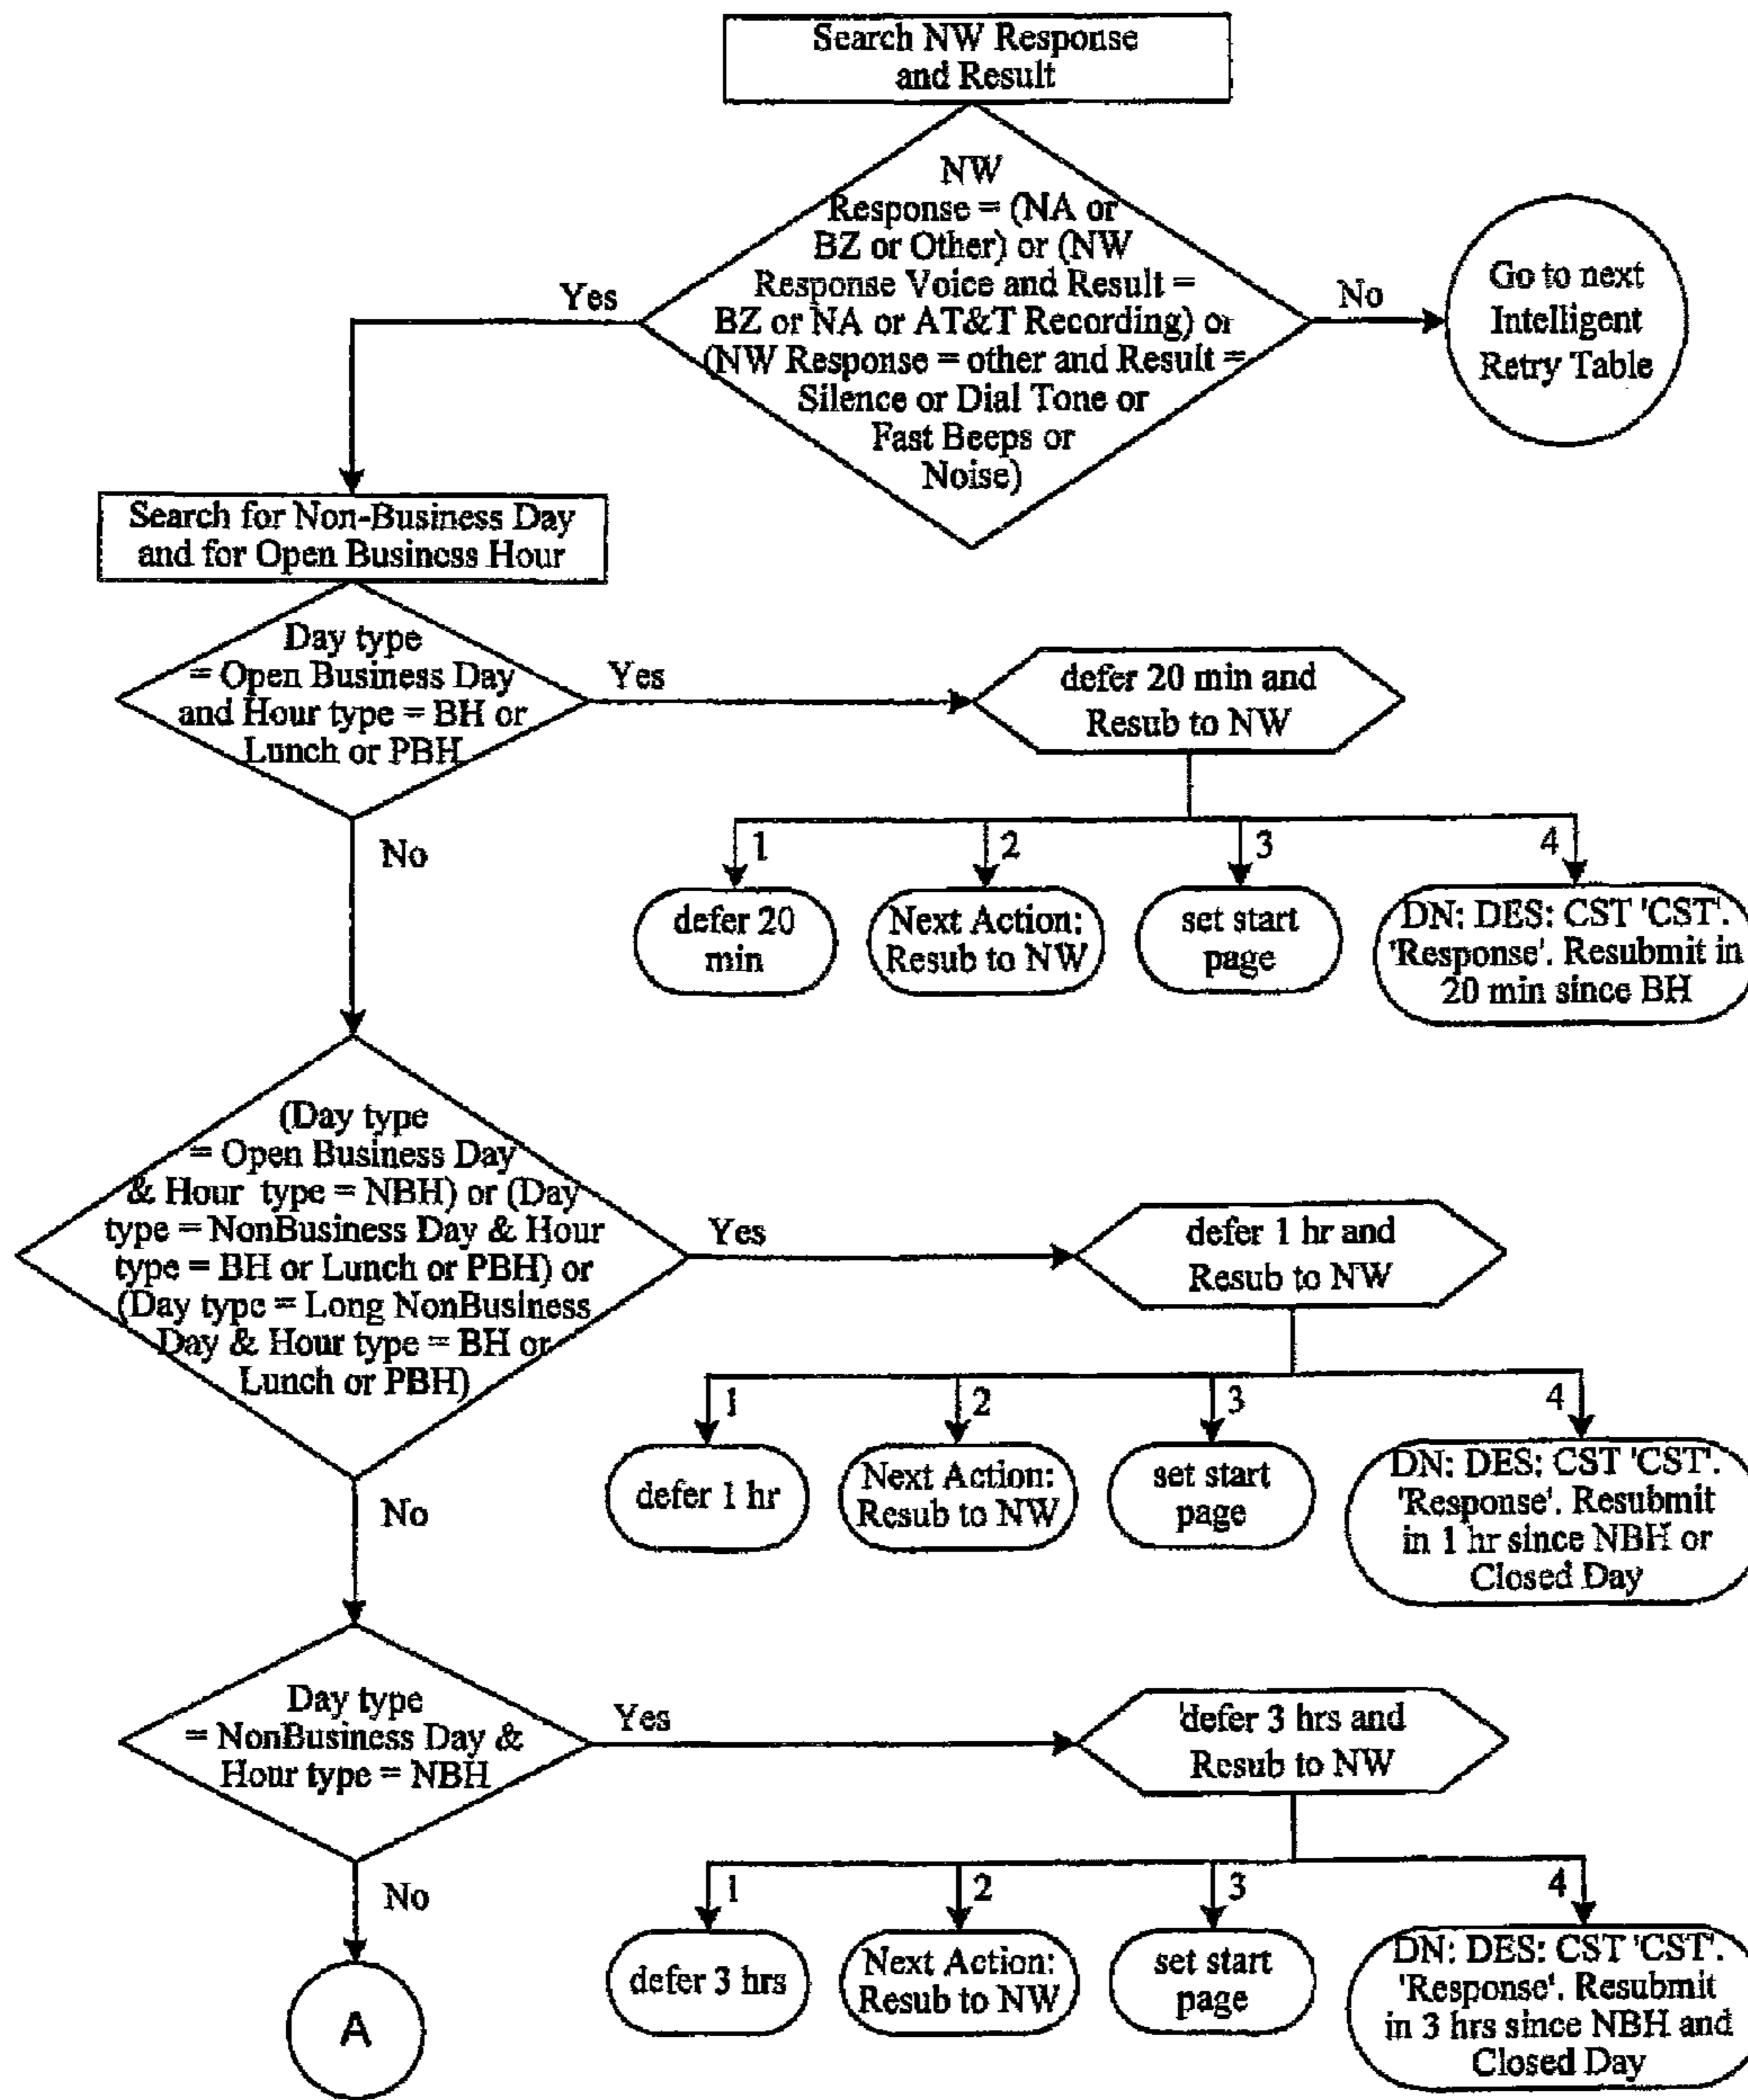 Search NW Response
and Result
NW
Response = (NA or
BZ or Other) or (NW
Response Voice and Result =
BZ or NA or AT&T Recording) or
(NW Response = other and Result =
Silence or Dial Tone or
Fast Beeps or
Noise)
Yes
No
Go to next
Intelligent
Retry Table
Search for Non-Business Day
and for Open Business Hour
Day type
= Open Business Day
and Hour type = BH or
Lunch or PBH
Yes
defer 20 min and
Resub to NW
No
1
2
3
4
defer 20
min
Next Action:
Resub to NW
set start
page
DN: DES: CST 'CST'.
'Response'. Resubmit in
20 min since BH
(Day type
= Open Business Day
& Hour type = NBH) or (Day
type = NonBusiness Day & Hour
type = BH or Lunch or PBH) or
(Day type = Long NonBusiness
Day & Hour type = BH or
Lunch or PBH)
Yes
defer 1 hr and
Resub to NW
No
1
2
3
4
defer 1 hr
Next Action:
Resub to NW
set start
page
DN: DES: CST 'CST'.
'Response'. Resubmit
in 1 hr since NBH or
Closed Day
Day type
= NonBusiness Day &
Hour type = NBH
Yes
defer 3 hrs and
Resub to NW
No
1
2
3
4
defer 3 hrs
Next Action:
Resub to NW
set start
page
DN: DES: CST 'CST'.
'Response'. Resubmit
in 3 hrs since NBH and
Closed Day
A